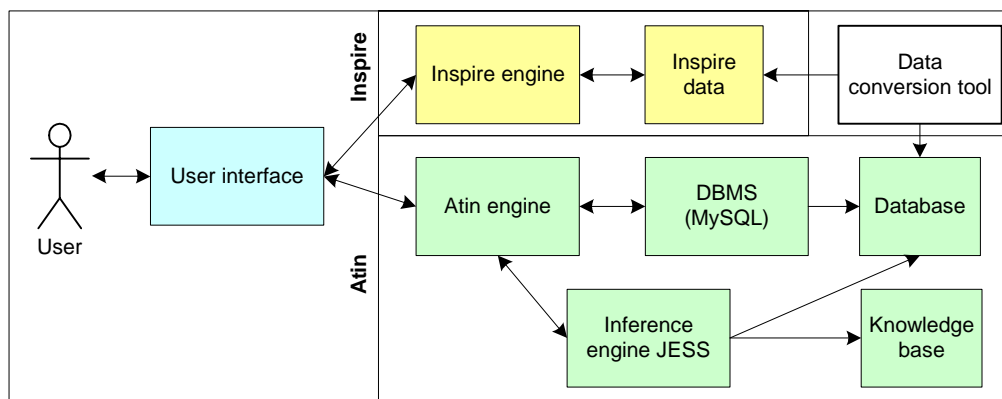 Inspire
Inspire engine
Inspire
data
Data
conversion tool
User
User interface
Atin
Atin engine
DBMS
(MySQL)
Database
Inference
engine JESS
Knowledge
base